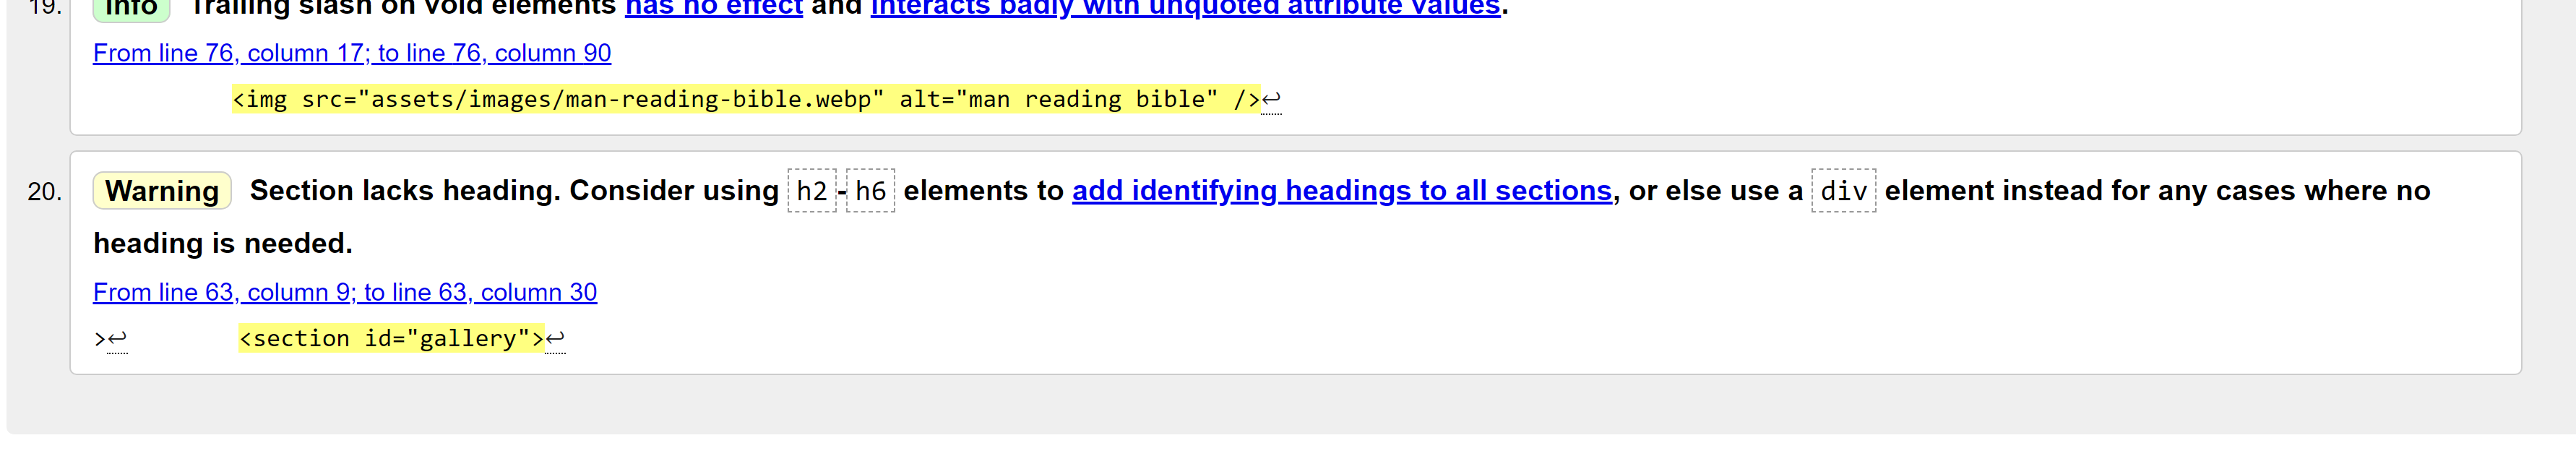 19. Info Trailing slash on void elements has no effect and interacts badly with unquoted attribute values.
From line 76, column 17; to line 76, column 90
<img src="assets/images/man-reading-bible.webp" alt="man reading bible" />↩
20. Warning Section lacks heading. Consider using h2-h6 elements to add identifying headings to all sections, or else use a div element instead for any cases where no
heading is needed.
From line 63, column 9; to line 63, column 30
>↩ <section id="gallery">↩